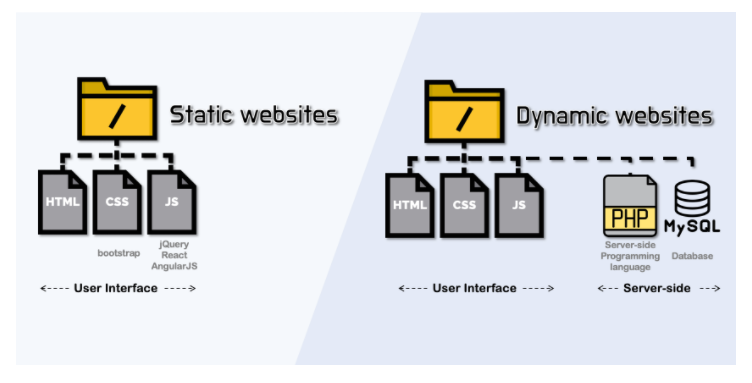 /
Static websites
HTML
CSS
JS
bootstrap
jQuery
React
AngularJS
<---- User Interface ---->
/
Dynamic websites
HTML
CSS
JS
PHP
MySQL
Server-side
Programming
language
Database
<---- User Interface ---->
<--- Server-side --->